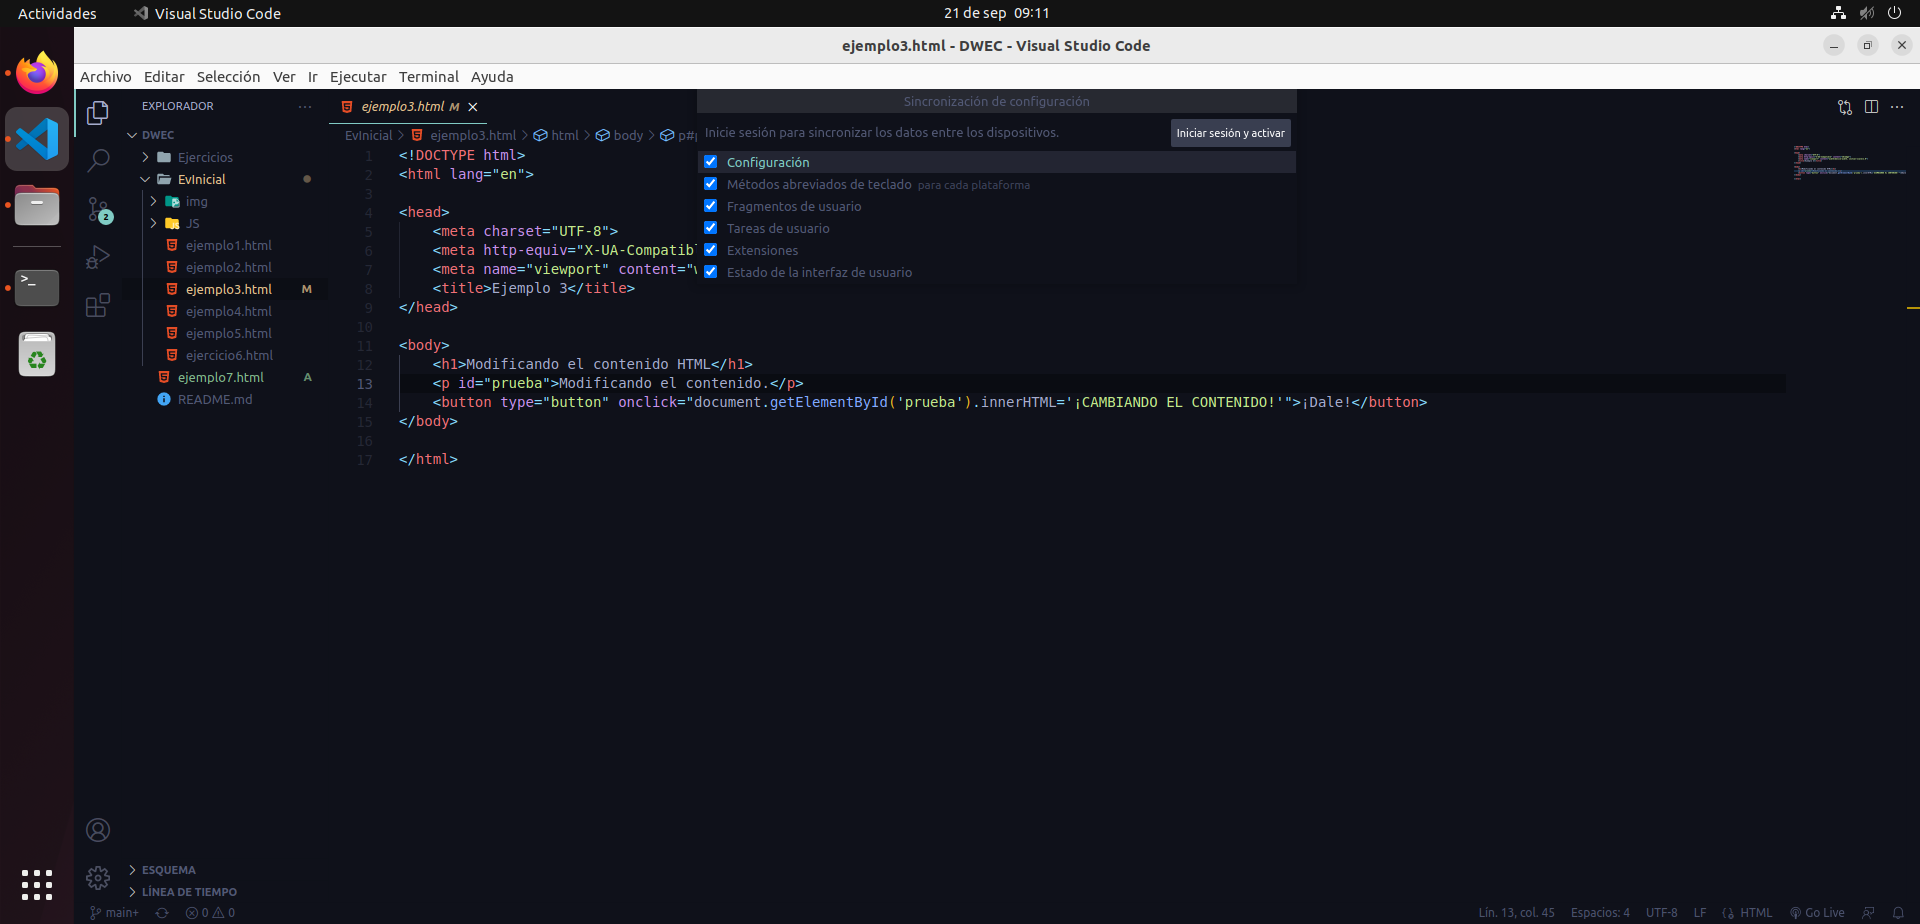 Actividades Visual Studio Code 21 de sep 09:11
ejemplo3.html - DWEC - Visual Studio Code
Archivo Editar Selección Ver Ir Ejecutar Terminal Ayuda
EXPLORADOR
DWEC
Ejercicios
EvInicial
img
JS
ejemplo1.html
ejemplo2.html
ejemplo3.html M
ejemplo4.html
ejemplo5.html
ejercicio6.html
ejemplo7.html A
README.md
2
ESQUEMA
LÍNEA DE TIEMPO
ejemplo3.html M
EvInicial > ejemplo3.html > html > body >
Sincronización de configuración
Inicie sesión para sincronizar los datos entre los dispositivos. Iniciar sesión y activar
Configuración
Métodos abreviados de teclado para cada plataforma
Fragmentos de usuario
Tareas de usuario
Extensiones
Estado de la interfaz de usuario
1 <!DOCTYPE html>
2 <html lang="en">
3
4 <head>
5 <meta charset="UTF-8">
6 <meta http-equiv="X-UA-Compatibl
7 <meta name="viewport" content="w
8 <title>Ejemplo 3</title>
9 </head>
10
11 <body>
12 <h1>Modificando el contenido HTML</h1>
13 <p id="prueba">Modificando el contenido.</p>
14 <button type="button" onclick="document.getElementById('prueba').innerHTML='¡CAMBIANDO EL CONTENIDO!'">¡Dale!</button>
15 </body>
16
17 </html>
main+ 0 0 Lín. 13, col. 45 Espacios: 4 UTF-8 LF HTML Go Live